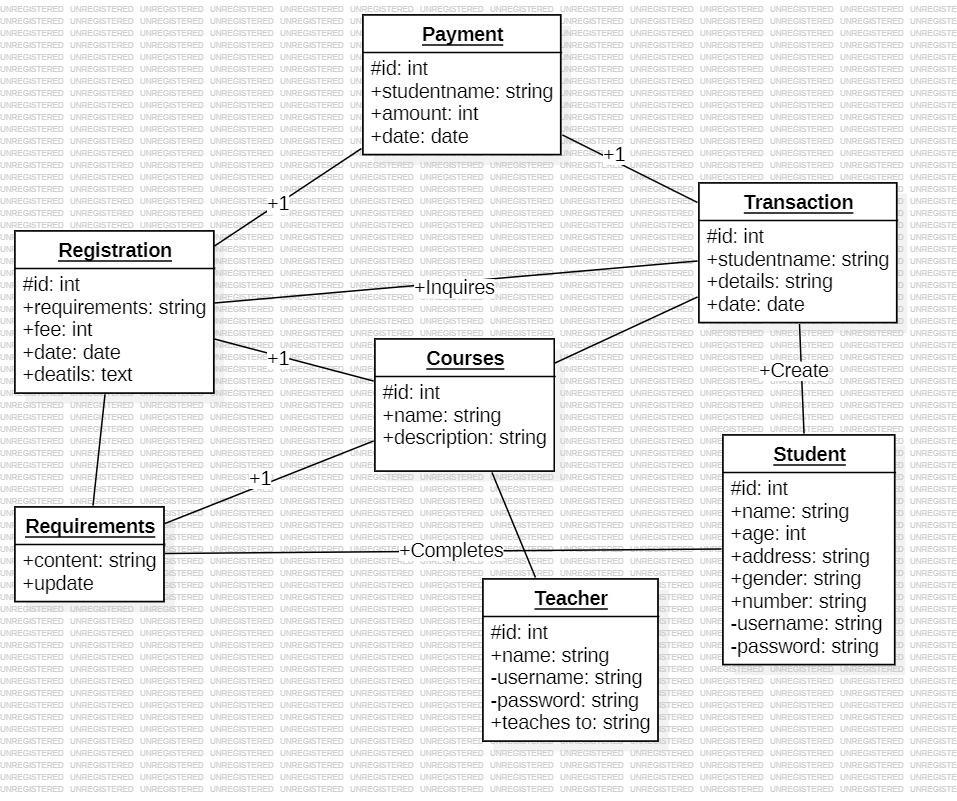 Payment
#id: int
+studentname: string
+amount: int
+date: date
+1
+1
Transaction
#id: int
+studentname: string
+details: string
+date: date
Registration
#id: int
+requirements: string
+fee: int
+date: date
+deatils: text
+Inquires
+1
Courses
#id: int
+name: string
+description: string
+Create
+1
Student
#id: int
+name: string
+age: int
+address: string
+gender: string
+number: string
-username: string
-password: string
Requirements
+content: string
+update
+Completes
Teacher
#id: int
+name: string
-username: string
-password: string
+teaches to: string
UNREGISTERED